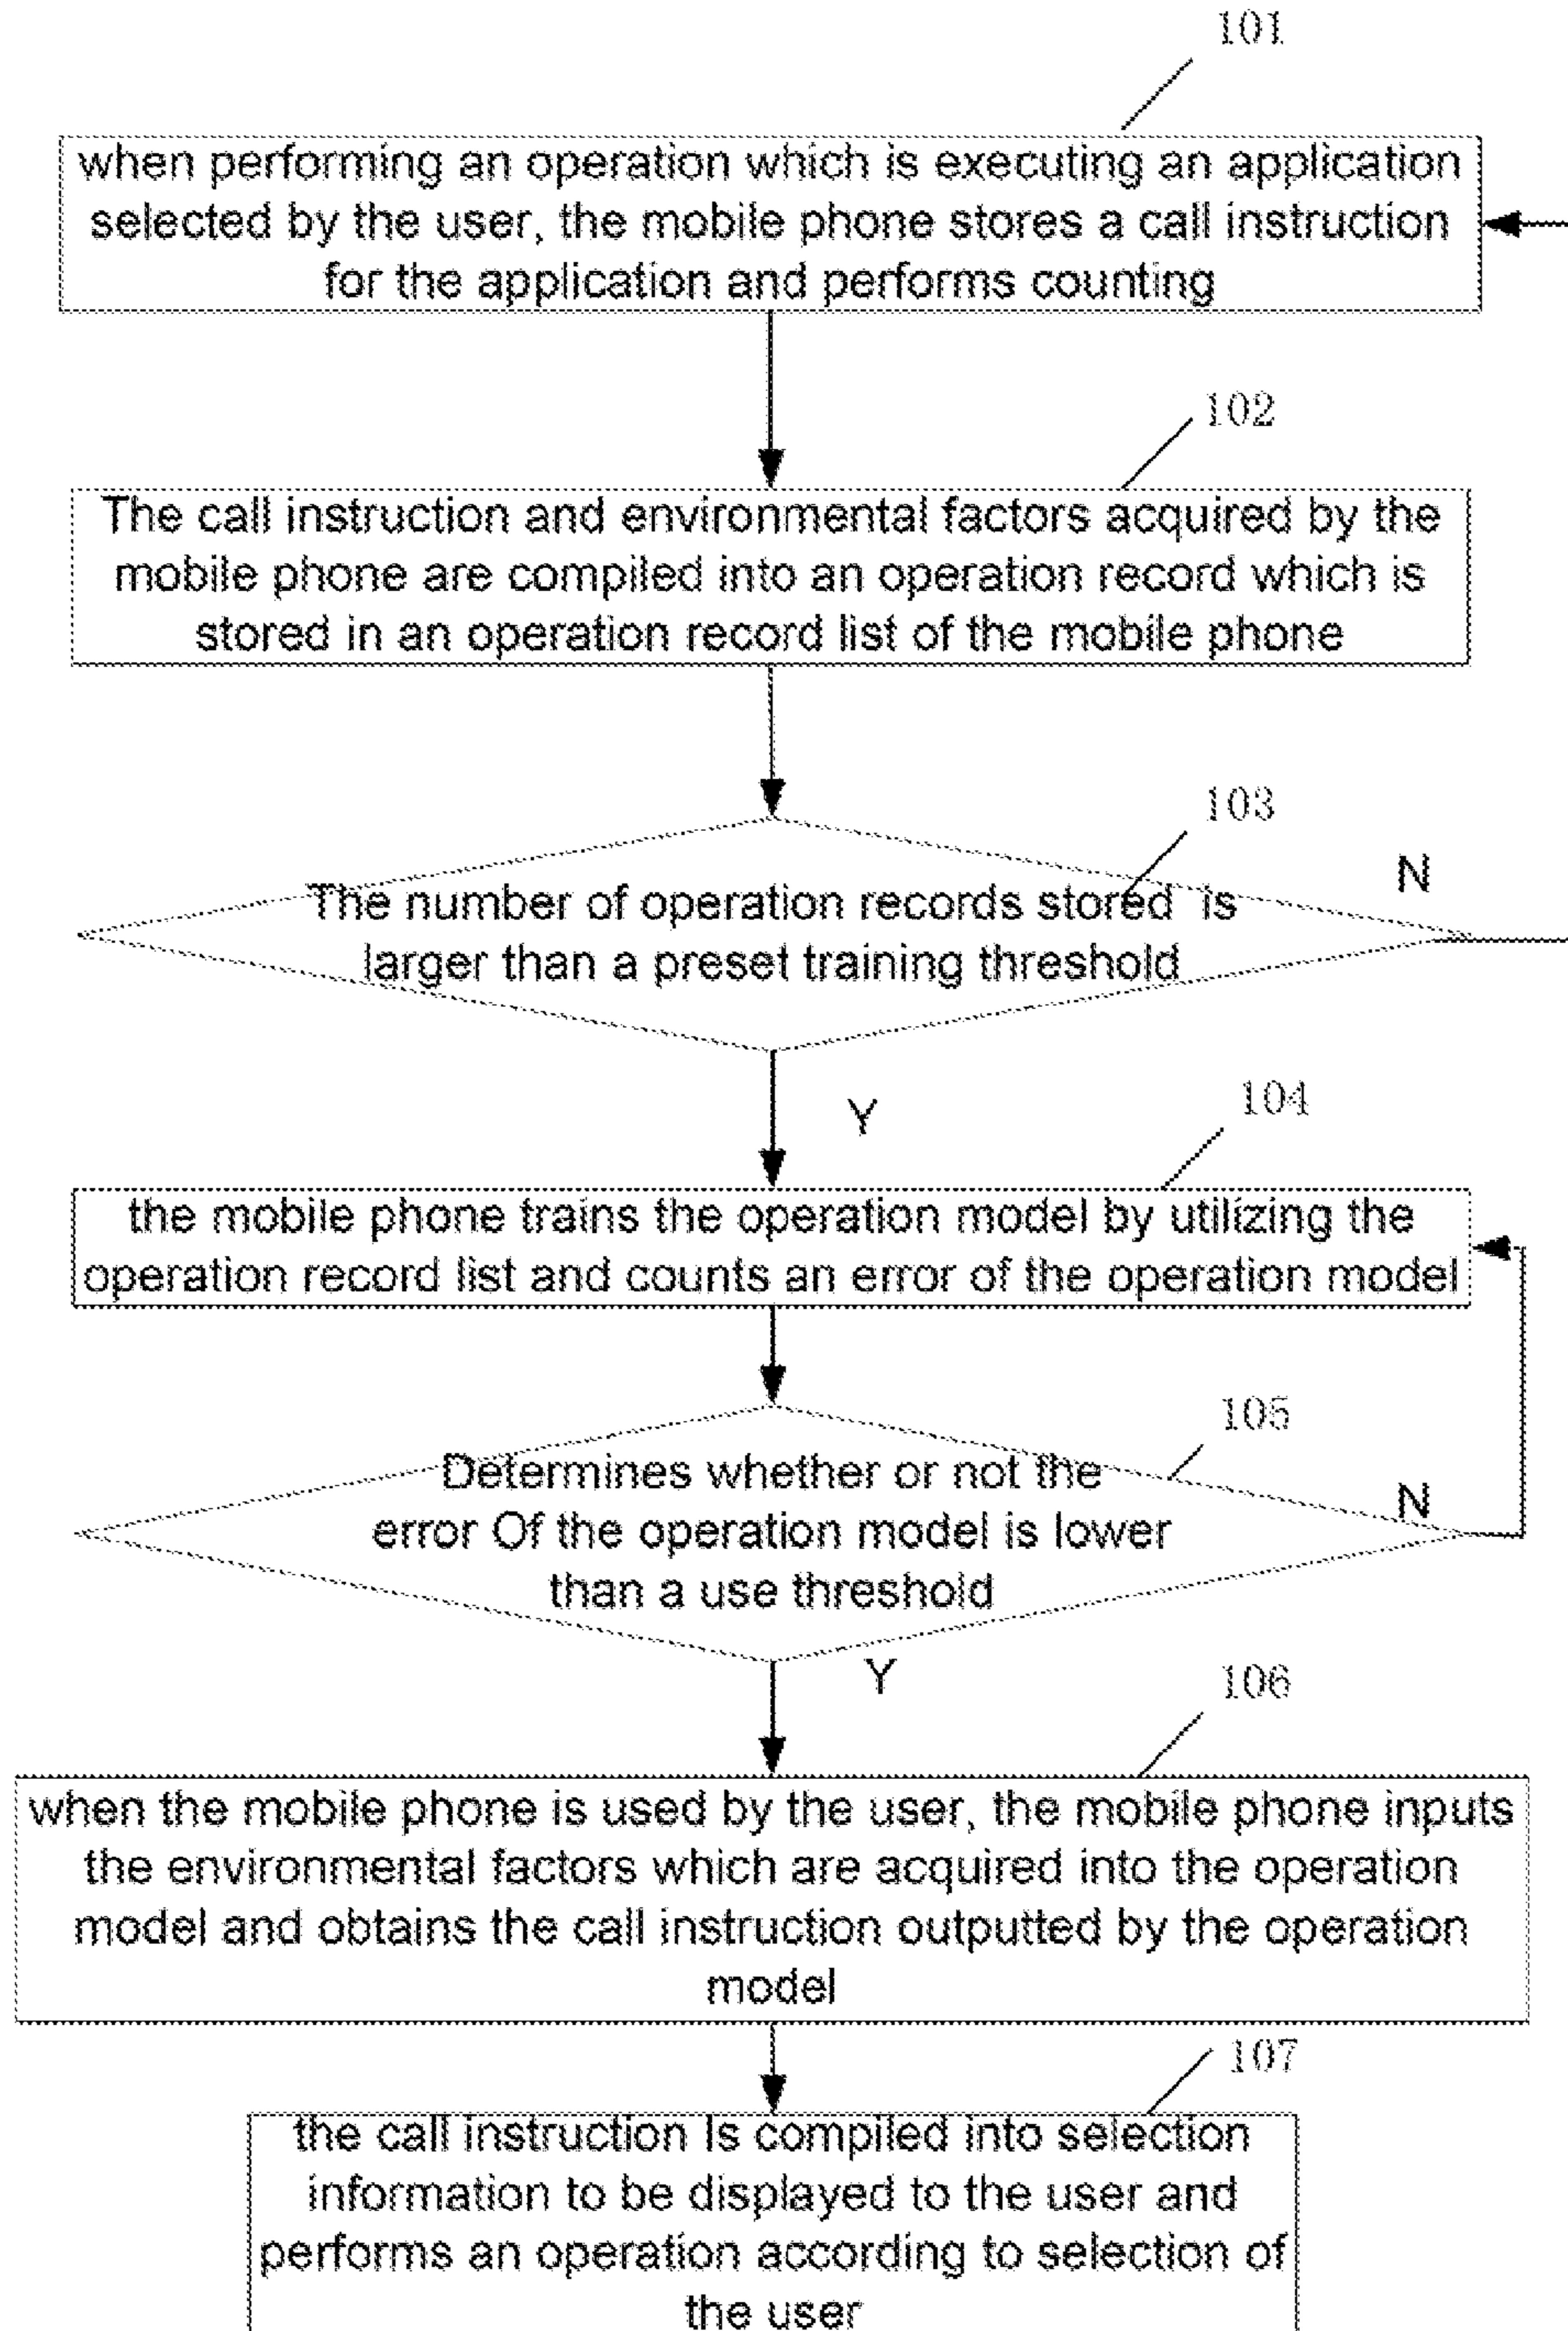 101
when performing an operation which is executing an application
selected by the user, the mobile phone stores a call instruction
for the application and performs counting
102
The call instruction and environmental factors acquired by the
mobile phone are compiled into an operation record which is
stored in an operation record list of the mobile phone
103
The number of operation records stored is
larger than a preset training threshold
N
Y
104
the mobile phone trains the operation model by utilizing the
operation record list and counts an error of the operation model
105
Determines whether or not the
error Of the operation model is lower
than a use threshold
N
Y
106
when the mobile phone is used by the user, the mobile phone inputs
the environmental factors which are acquired into the operation
model and obtains the call instruction outputted by the operation
model
107
the call instruction Is compiled into selection
information to be displayed to the user and
performs an operation according to selection of
the user